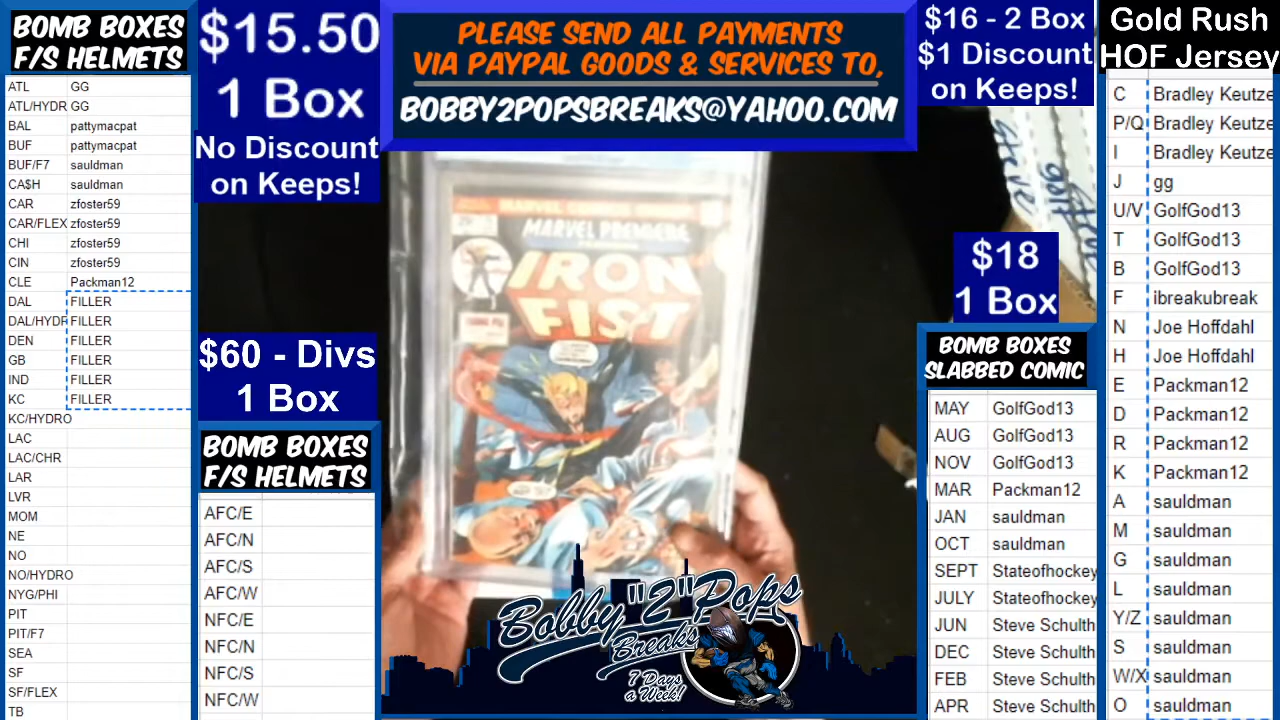 BOMB BOXES
F/S HELMETS
ATL GG
ATL/HYDR GG
BAL pattymacpat
BUF pattymacpat
BUF/F7 sauldman
CA$H sauldman
CAR zfoster59
CAR/FLEX zfoster59
CHI zfoster59
CIN zfoster59
CLE Packman12
DAL FILLER
DAL/HYDR FILLER
DEN FILLER
GB FILLER
IND FILLER
KC FILLER
KC/HYDRO
LAC
LAC/CHR
LAR
LVR
MOM
NE
NO
NO/HYDRO
NYG/PHI
PIT
PIT/F7
SEA
SF
SF/FLEX
TB
$15.50
1 Box
No Discount
on Keeps!
$60 - Divs
1 Box
BOMB BOXES
F/S HELMETS
AFC/E
AFC/N
AFC/S
AFC/W
NFC/E
NFC/N
NFC/S
NFC/W
PLEASE SEND ALL PAYMENTS
VIA PAYPAL GOODS & SERVICES TO,
BOBBY2POPSBREAKS@YAHOO.COM
MARVEL PREMIERE
IRON
FIST
Bobby "2" Pops
Breaks
7 Days
a Week!
$16 - 2 Box
$1 Discount
on Keeps!
Steve
golf
$18
1 Box
BOMB BOXES
SLABBED COMIC
MAY GolfGod13
AUG GolfGod13
NOV GolfGod13
MAR Packman12
JAN sauldman
OCT sauldman
SEPT Stateofhockey
JULY Stateofhockey
JUN Steve Schulth
DEC Steve Schulth
FEB Steve Schulth
APR Steve Schulth
Gold Rush
HOF Jersey
C Bradley Keutze
P/Q Bradley Keutze
I Bradley Keutze
J gg
U/V GolfGod13
T GolfGod13
B GolfGod13
F ibreakubreak
N Joe Hoffdahl
H Joe Hoffdahl
E Packman12
D Packman12
R Packman12
K Packman12
A sauldman
M sauldman
G sauldman
L sauldman
Y/Z sauldman
S sauldman
W/X sauldman
O sauldman